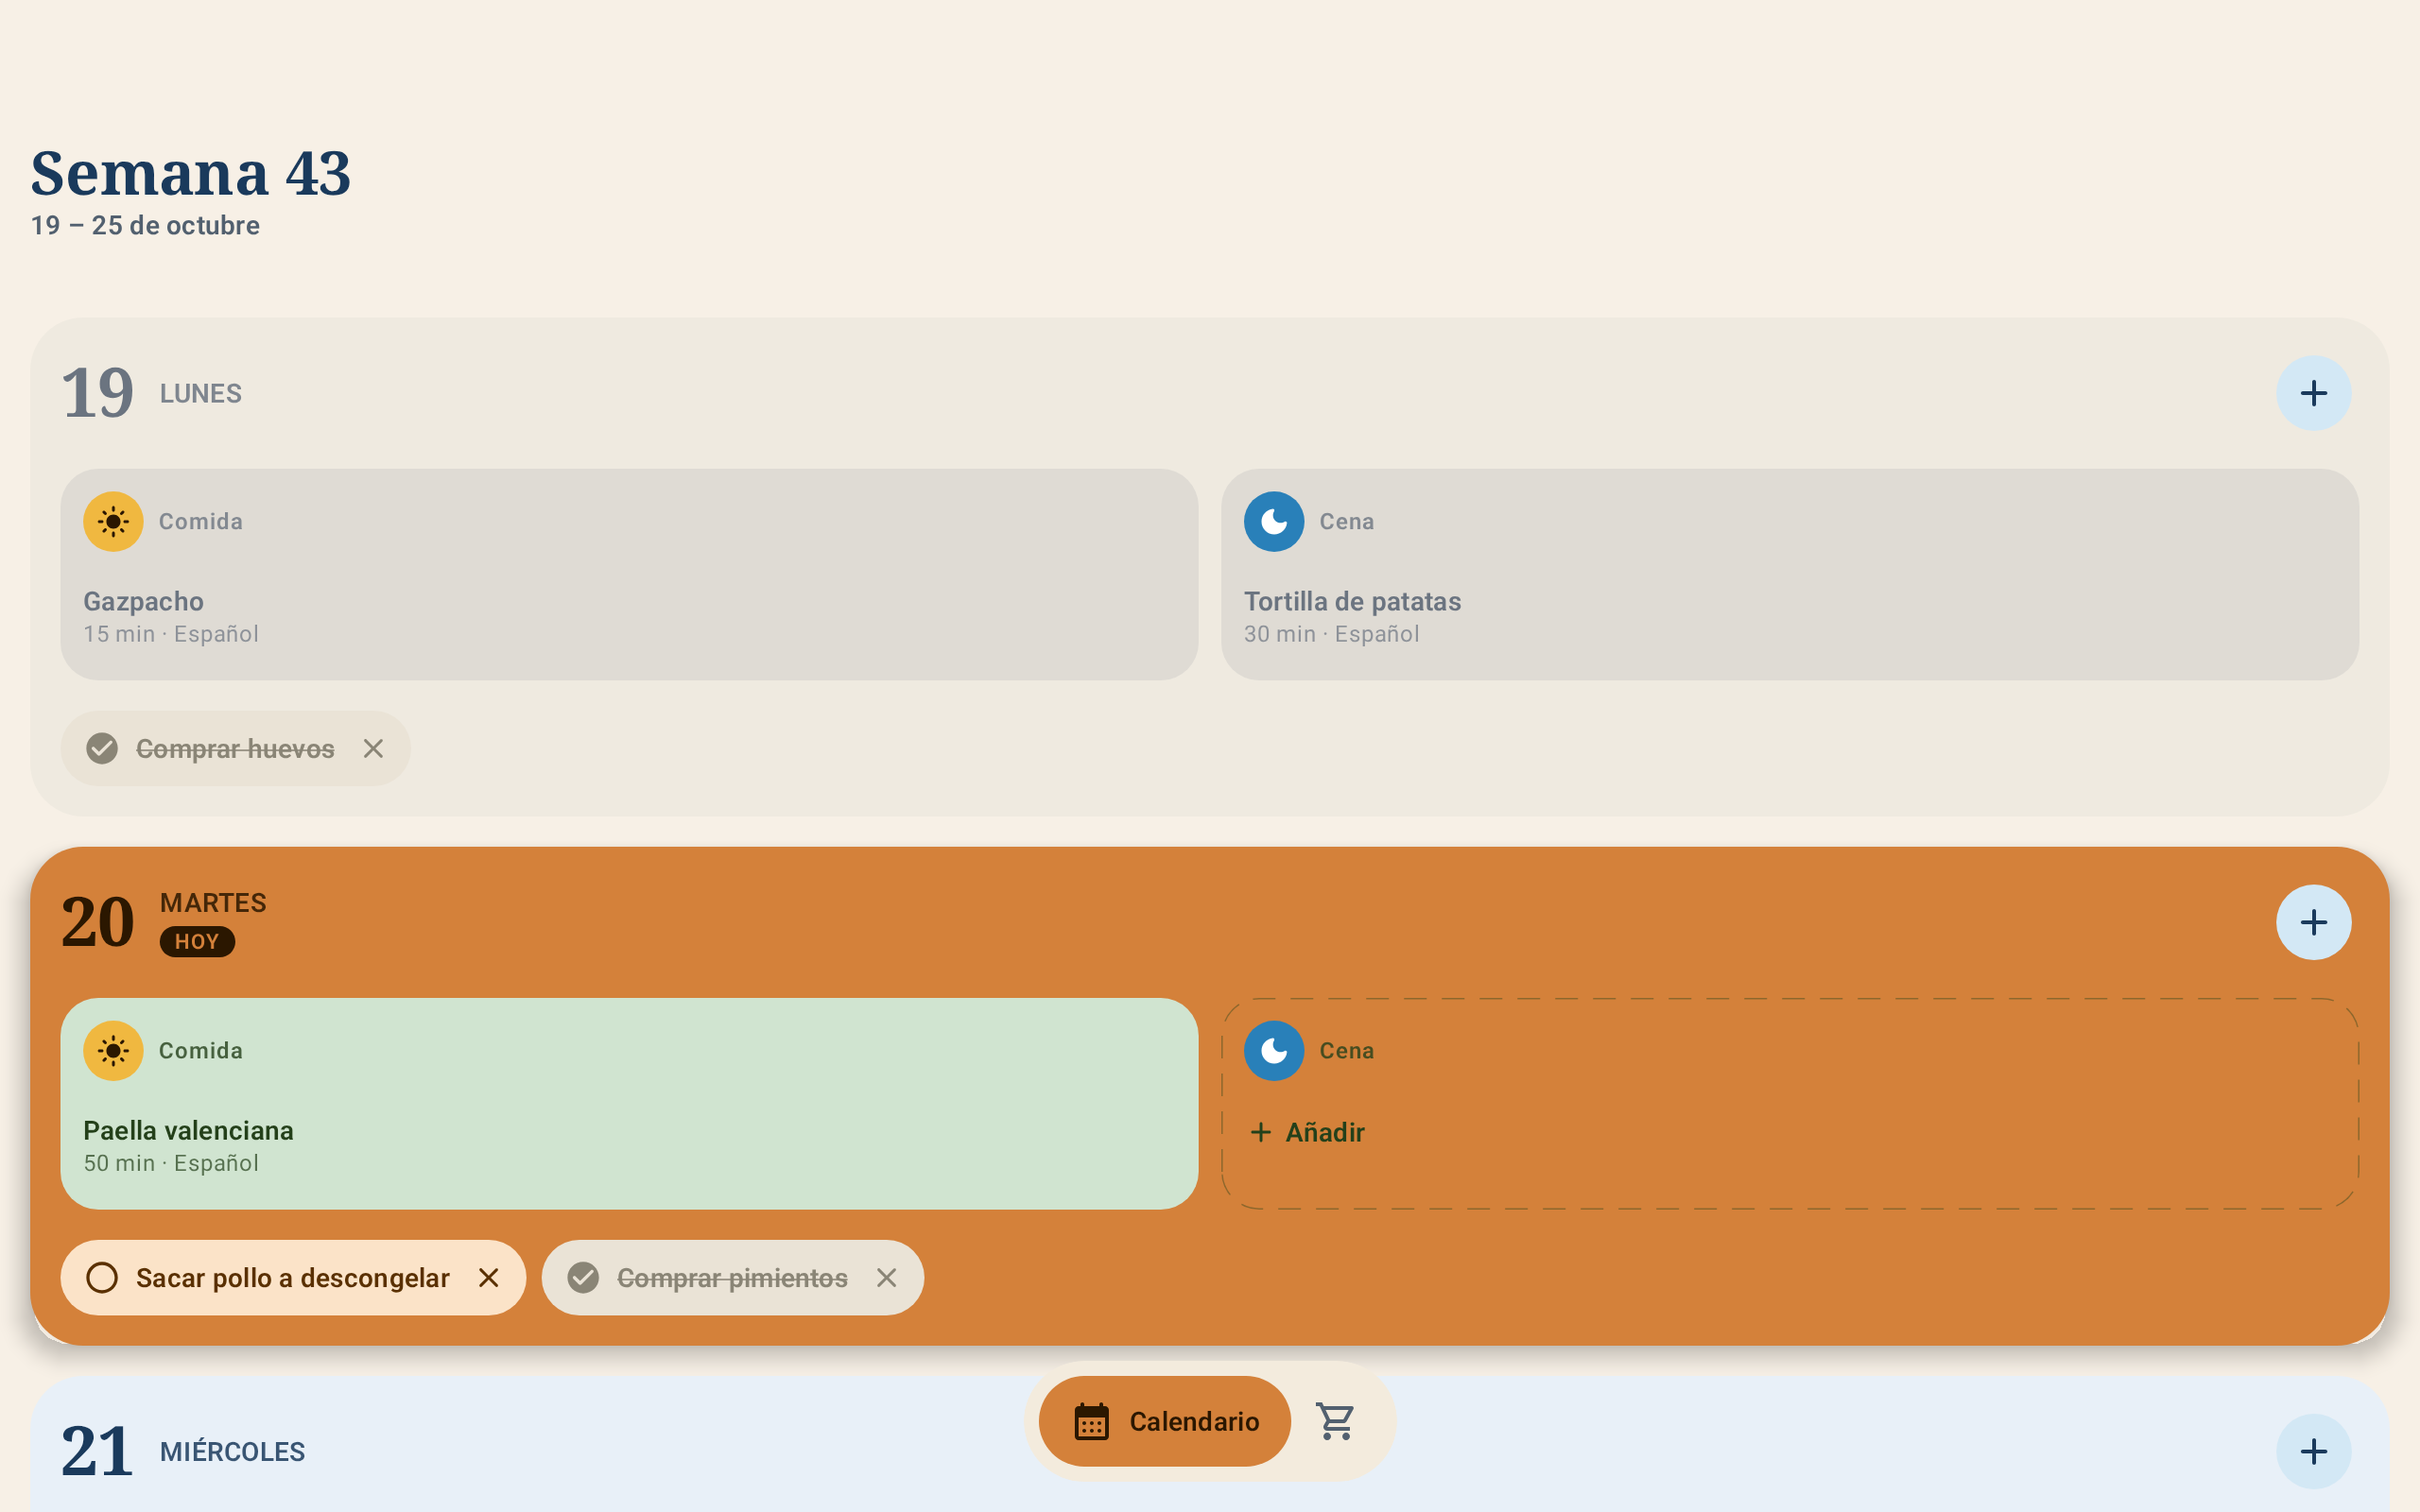 Semana 43
19 – 25 de octubre
19 LUNES
Comida
Gazpacho
15 min · Español
Cena
Tortilla de patatas
30 min · Español
Comprar huevos
20 MARTES
HOY
Comida
Paella valenciana
50 min · Español
Cena
+ Añadir
Sacar pollo a descongelar
Comprar pimientos
21 MIÉRCOLES
Calendario